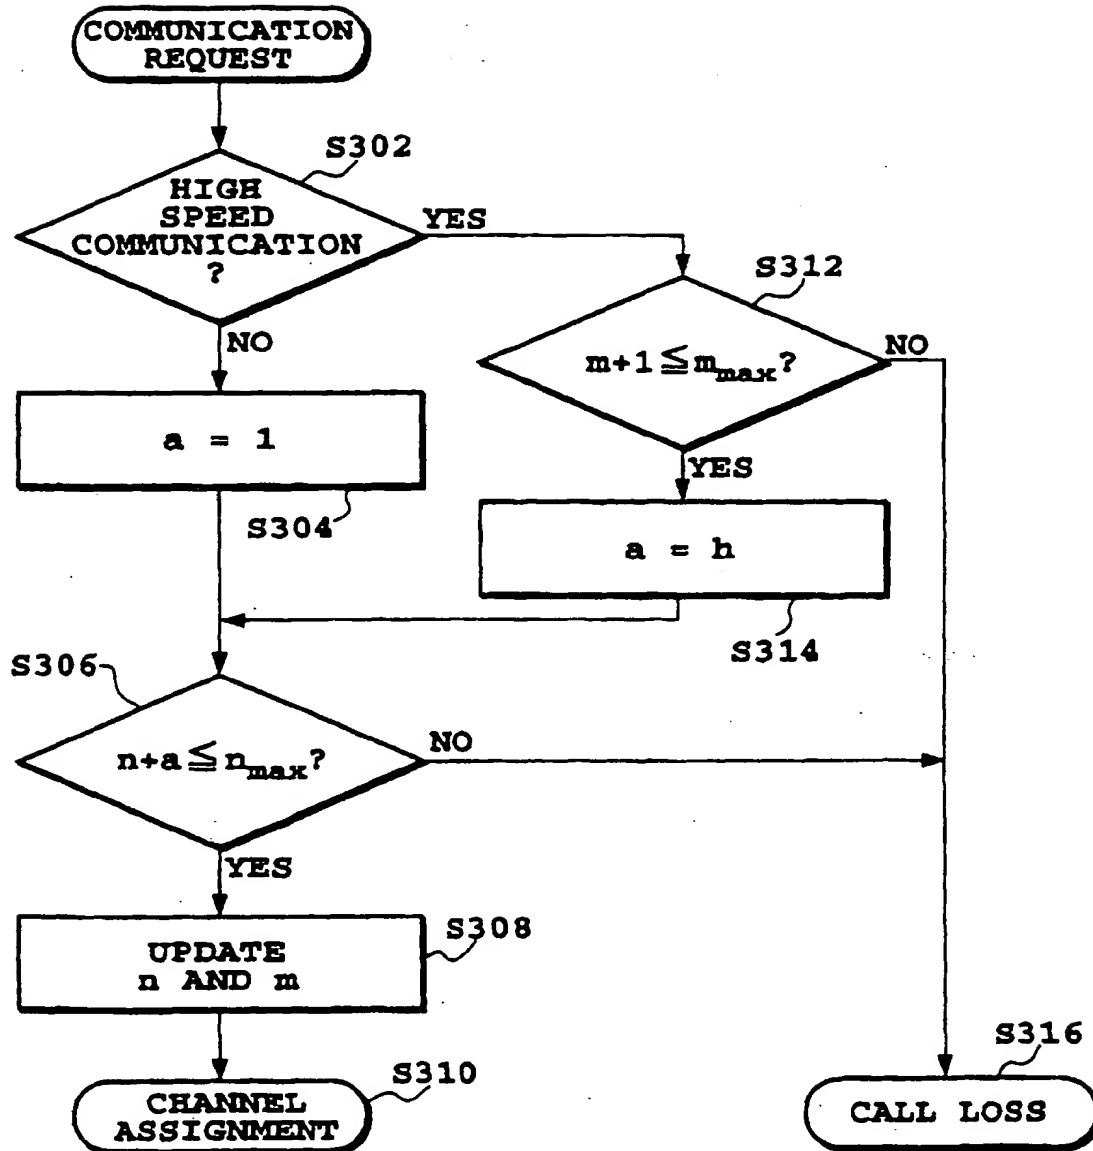 COMMUNICATION
REQUEST
S302
HIGH
SPEED
COMMUNICATION
?
YES
NO
S312
m+1≦m_max?
NO
YES
a = 1
S304
a = h
S314
S306
n+a≦n_max?
NO
YES
S308
UPDATE
n AND m
S310
CHANNEL
ASSIGNMENT
S316
CALL LOSS